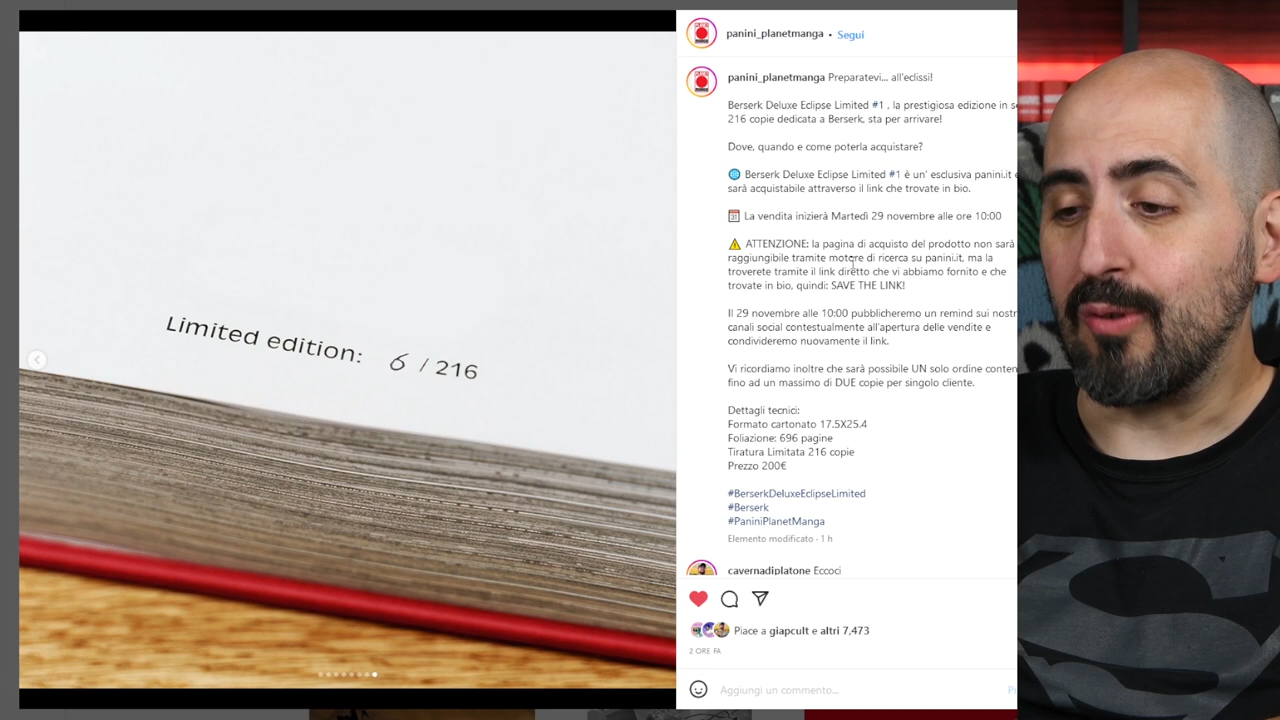 panini_planetmanga • Segui
panini_planetmanga Preparatevi... all'eclissi!
Berserk Deluxe Eclipse Limited #1 , la prestigiosa edizione in
216 copie dedicata a Berserk, sta per arrivare!
Dove, quando e come poterla acquistare?
Berserk Deluxe Eclipse Limited #1 è un' esclusiva panini.it e
sarà acquistabile attraverso il link che trovate in bio.
La vendita inizierà Martedì 29 novembre alle ore 10:00
ATTENZIONE: la pagina di acquisto del prodotto non sarà
raggiungibile tramite motore di ricerca su panini.it, ma la
troverete tramite il link diretto che vi abbiamo fornito e che
trovate in bio, quindi: SAVE THE LINK!
Il 29 novembre alle 10:00 pubblicheremo un remind sui nostr
canali social contestualmente all'apertura delle vendite e
condivideremo nuovamente il link.
Vi ricordiamo inoltre che sarà possibile UN solo ordine conten
fino ad un massimo di DUE copie per singolo cliente.
Dettagli tecnici:
Formato cartonato 17.5X25.4
Foliazione: 696 pagine
Tiratura Limitata 216 copie
Prezzo 200€
#BerserkDeluxeEclipseLimited
#Berserk
#PaniniPlanetManga
Elemento modificato · 1 h
cavernadiplatone Eccoci
Piace a giapcult e altri 7,473
2 ORE FA
Aggiungi un commento...
Limited edition: 6 / 216